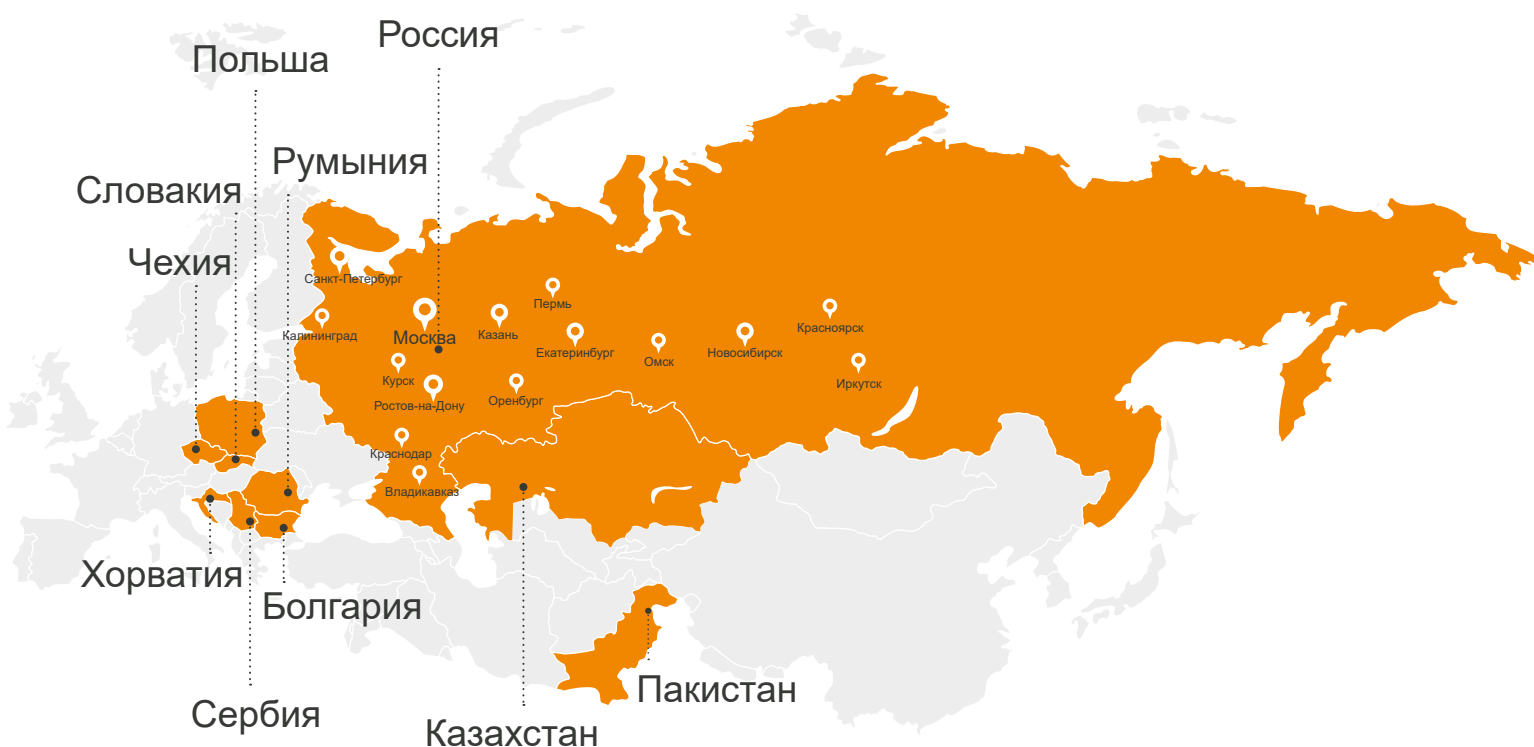 Россия
Польша
Румыния
Словакия
Чехия
Санкт-Петербург
Пермь
Красноярск
Калининград
Москва
Казань
Екатеринбург
Омск
Новосибирск
Курск
Иркутск
Ростов-на-Дону
Оренбург
Краснодар
Владикавказ
Хорватия
Болгария
Пакистан
Сербия
Казахстан